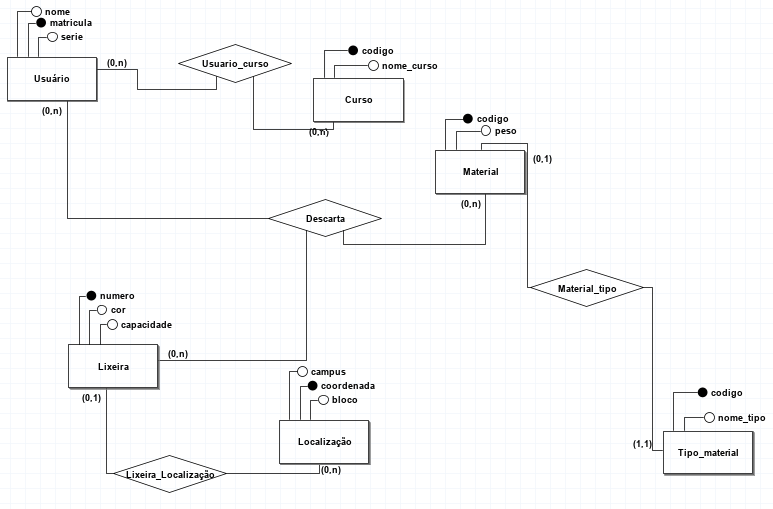 nome
matricula
serie
Usuário
(0,n)
(0,n)
Usuario_curso
codigo
nome_curso
Curso
(0,n)
codigo
peso
Material
(0,1)
(0,n)
Descarta
Material_tipo
numero
cor
capacidade
Lixeira
(0,n)
(0,1)
campus
coordenada
bloco
Localização
(0,n)
Lixeira_Localização
codigo
nome_tipo
Tipo_material
(1,1)